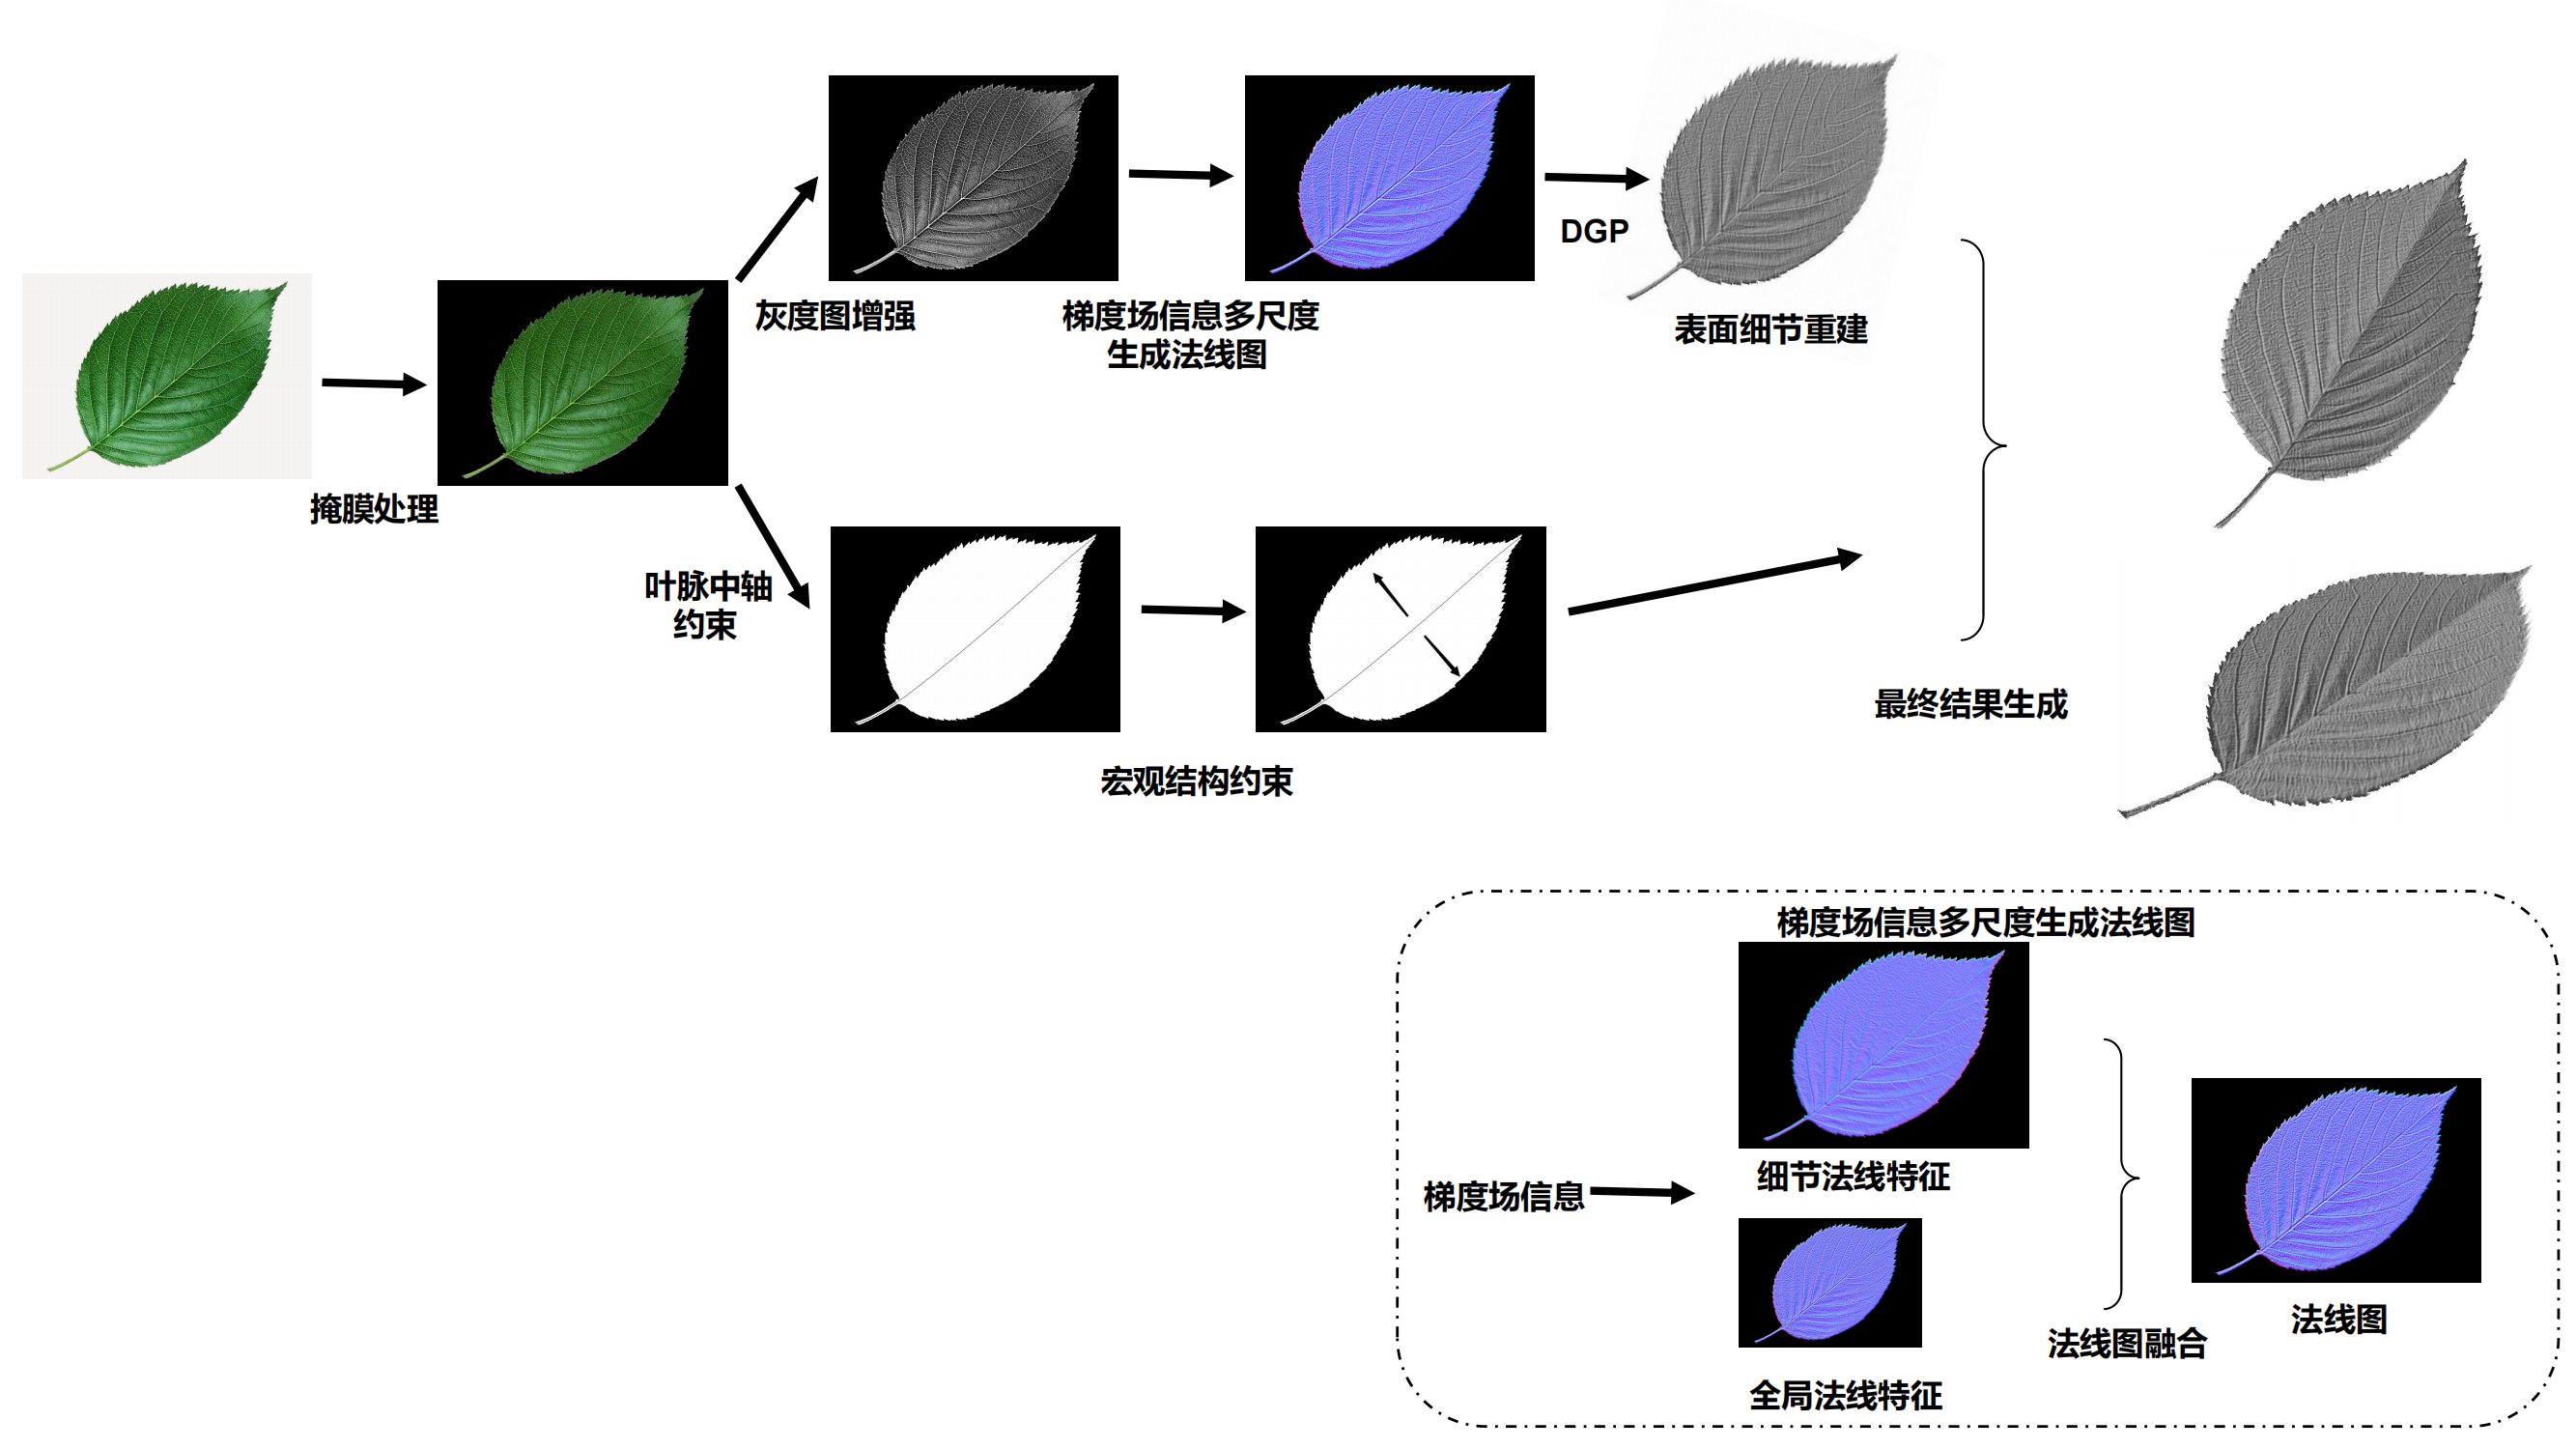 DGP
灰度图增强
梯度场信息多尺度
生成法线图
表面细节重建
掩膜处理
叶脉中轴
约束
宏观结构约束
最终结果生成
梯度场信息多尺度生成法线图
细节法线特征
梯度场信息
法线图
法线图融合
全局法线特征